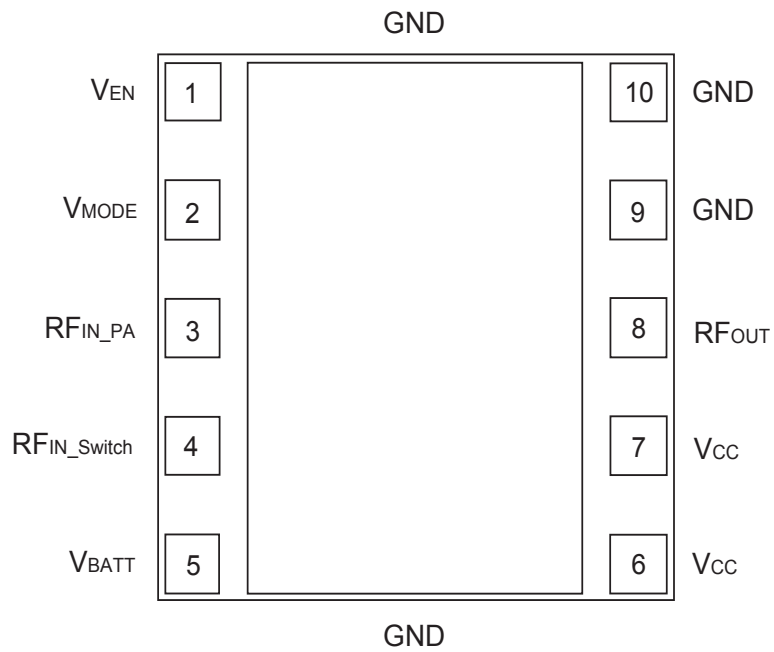 GND
VEN 1 10 GND
VMODE 2 9 GND
RFIN_PA 3 8 RFOUT
RFIN_Switch 4 7 VCC
VBATT 5 6 VCC
GND